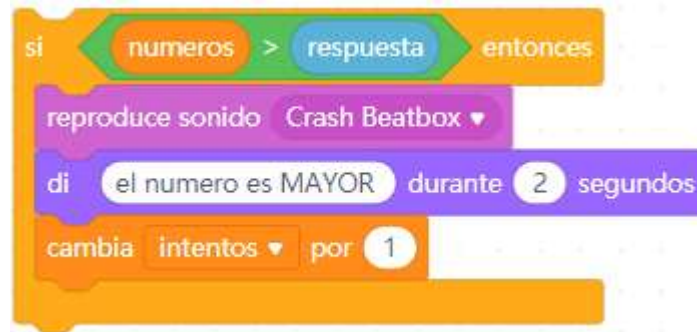 si numeros > respuesta entonces
reproduce sonido Crash Beatbox
di el numero es MAYOR durante 2 segundos
cambia intentos por 1